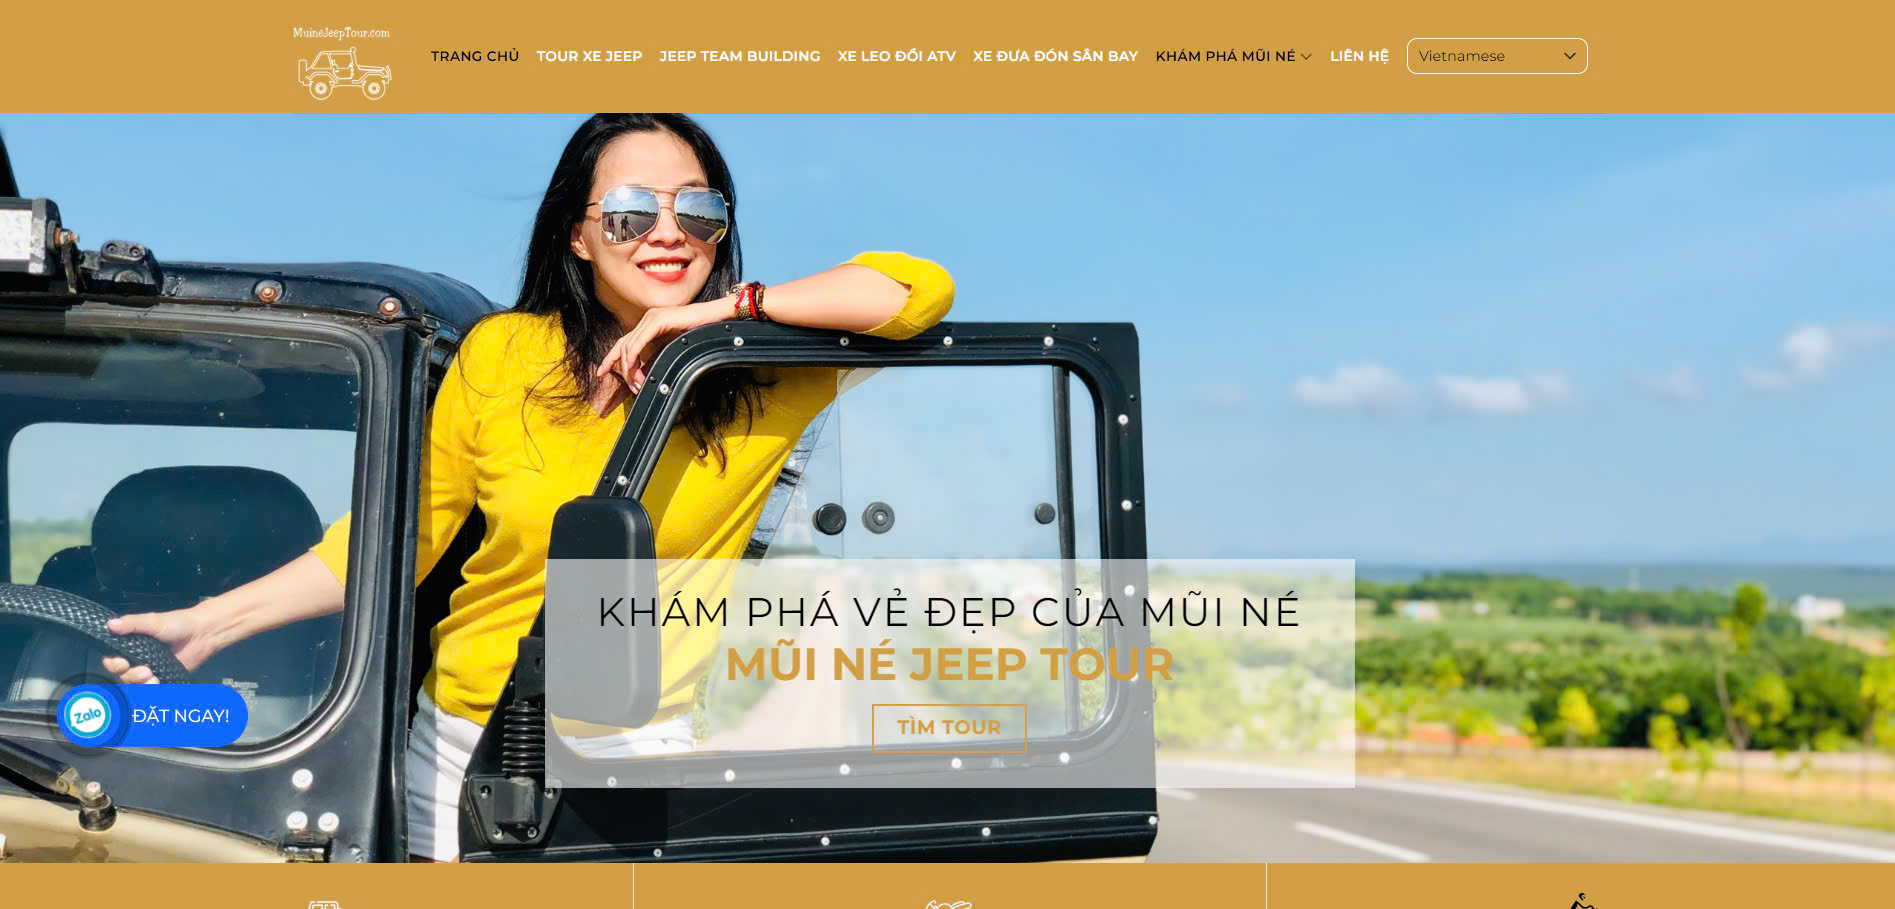 MuineJeepTour.com
TRANG CHỦ TOUR XE JEEP JEEP TEAM BUILDING XE LEO ĐỒI ATV XE ĐƯA ĐÓN SÂN BAY KHÁM PHÁ MŨI NÉ LIÊN HỆ Vietnamese
KHÁM PHÁ VẺ ĐẸP CỦA MŨI NÉ
MŨI NÉ JEEP TOUR
TÌM TOUR
Zalo ĐẶT NGAY!